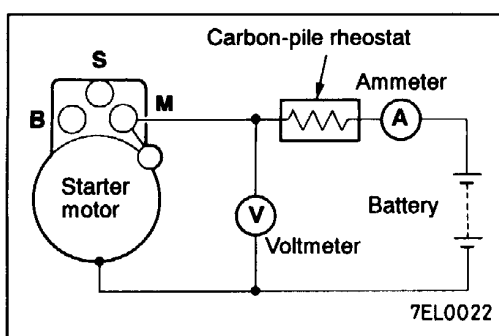 Carbon-pile rheostat
S
Ammeter
B
M
A
Starter
motor
V
Battery
Voltmeter
7EL0022